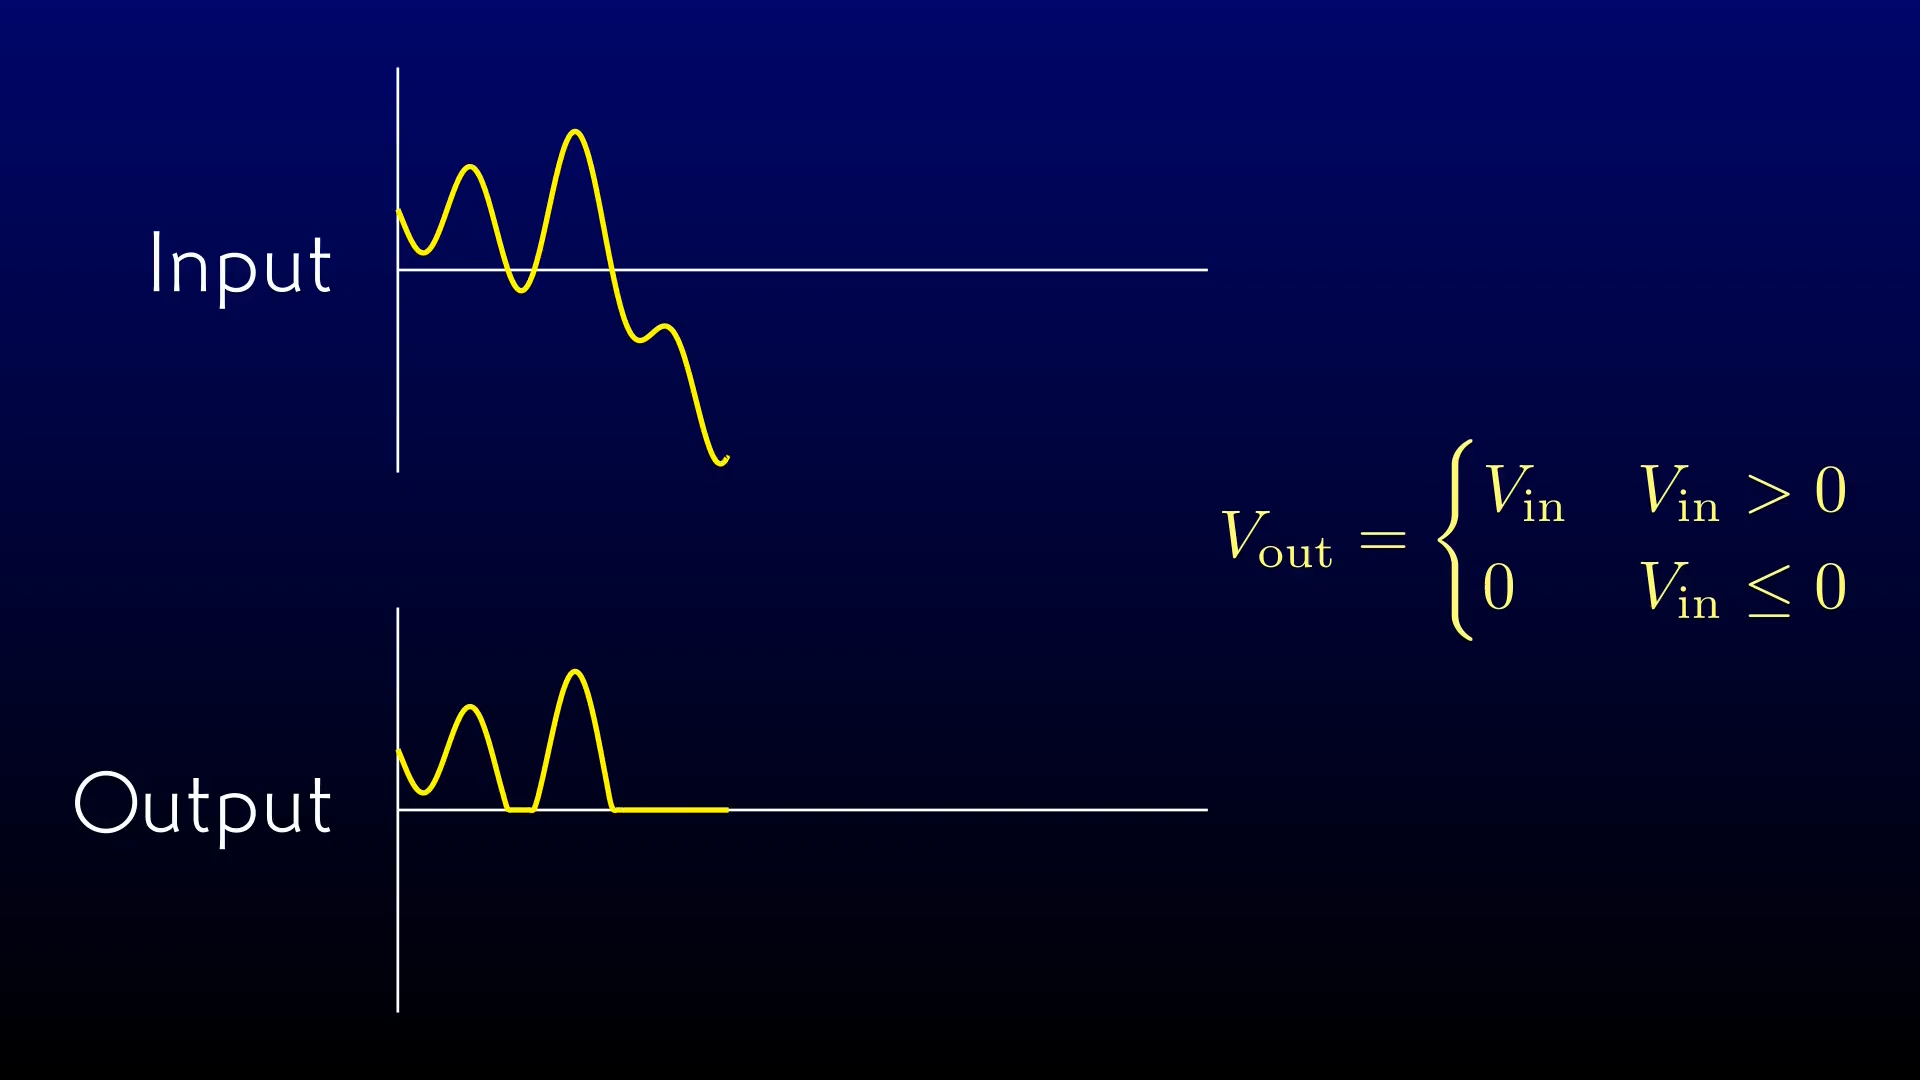 Input
V_out = { V_in  V_in > 0
0  V_in ≤ 0
Output